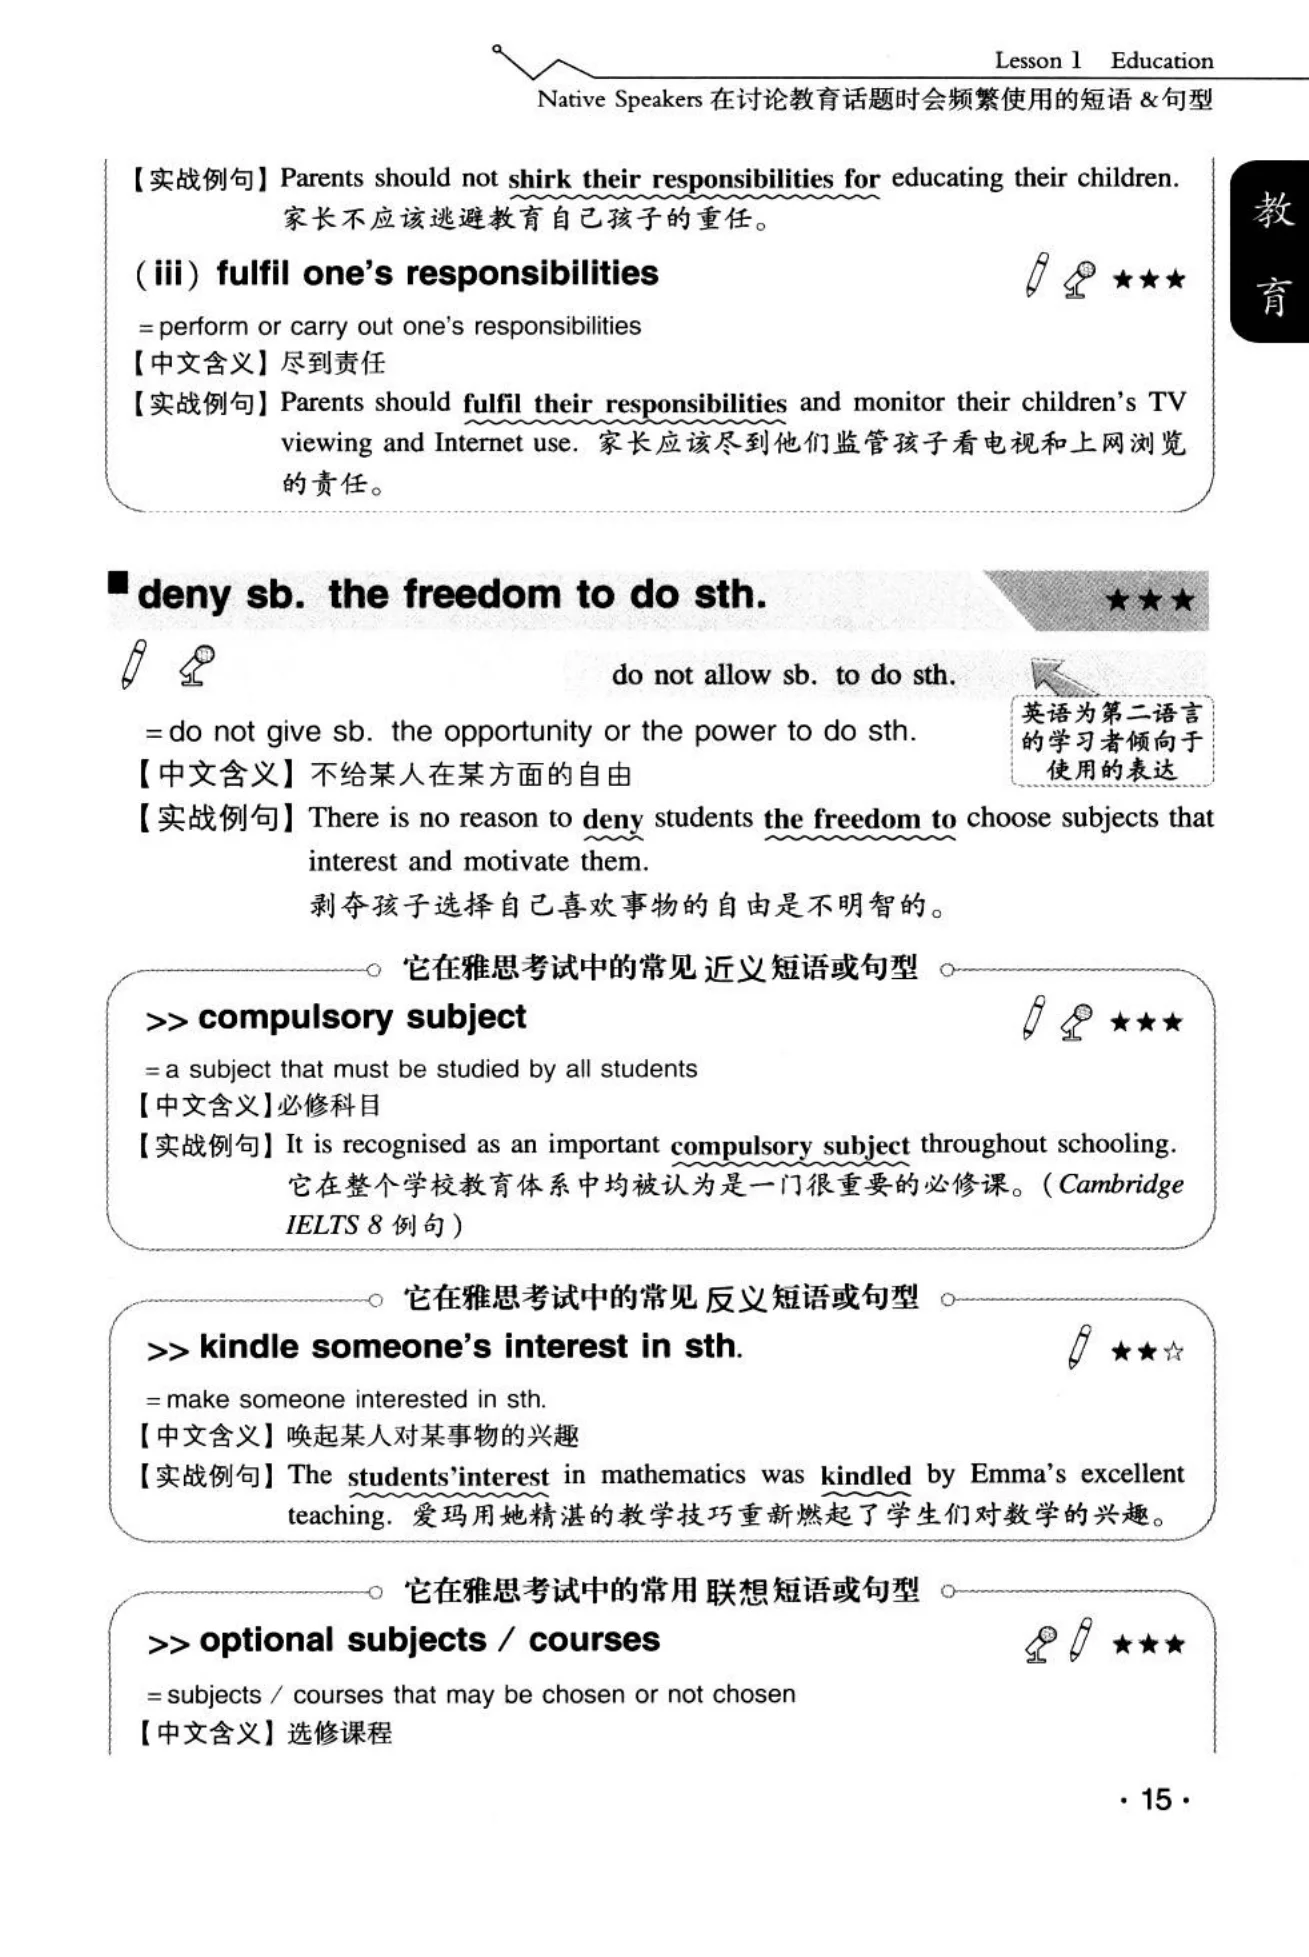 Lesson 1 Education
Native Speakers 在讨论教育话题时会频繁使用的短语 &句型
【实战例句】Parents should not shirk their responsibilities for educating their children.
家长不应该逃避教育自己孩子的重任。
教
育
(iii) fulfil one's responsibilities ★★★
=perform or carry out one's responsibilities
【中文含义】尽到责任
【实战例句】Parents should fulfil their responsibilities and monitor their children's TV
viewing and Internet use. 家长应该尽到他们监管孩子看电视和上网浏览
的责任。
■deny sb. the freedom to do sth. ★★★
do not allow sb. to do sth.
英语为第二语言
的学习者倾向于
使用的表达
=do not give sb. the opportunity or the power to do sth.
【中文含义】不给某人在某方面的自由
【实战例句】There is no reason to deny students the freedom to choose subjects that
interest and motivate them.
剥夺孩子选择自己喜欢事物的自由是不明智的。
它在雅思考试中的常见近义短语或句型
>> compulsory subject ★★★
=a subject that must be studied by all students
【中文含义】必修科目
【实战例句】It is recognised as an important compulsory subject throughout schooling.
它在整个学校教育体系中均被认为是一门很重要的必修课。(Cambridge
IELTS 8 例句)
它在雅思考试中的常见反义短语或句型
>> kindle someone's interest in sth. ★★☆
=make someone interested in sth.
【中文含义】唤起某人对某事物的兴趣
【实战例句】The students'interest in mathematics was kindled by Emma's excellent
teaching. 爱玛用她精湛的教学技巧重新燃起了学生们对数学的兴趣。
它在雅思考试中的常用联想短语或句型
>> optional subjects / courses ★★★
=subjects / courses that may be chosen or not chosen
【中文含义】选修课程
·15·